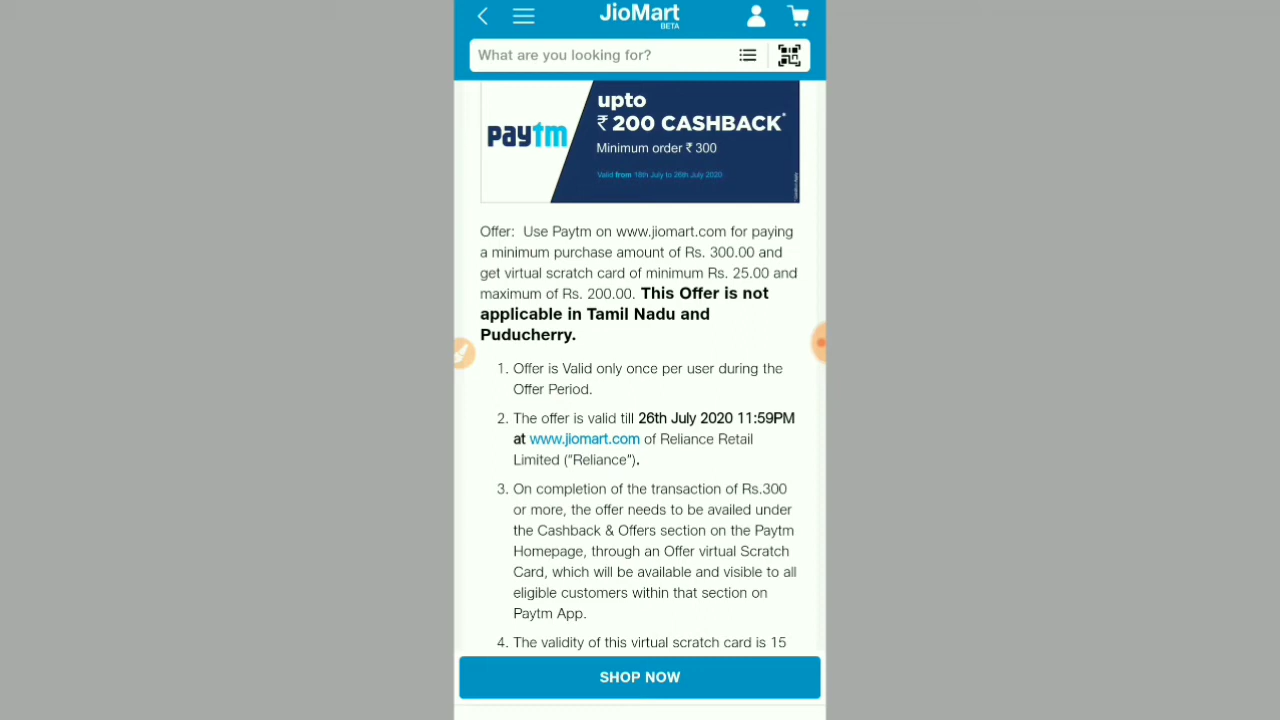 JioMart
BETA
What are you looking for?
paytm
upto
₹ 200 CASHBACK*
Minimum order ₹ 300
Valid from 18th July to 26th July 2020
Offer: Use Paytm on www.jiomart.com for paying
a minimum purchase amount of Rs. 300.00 and
get virtual scratch card of minimum Rs. 25.00 and
maximum of Rs. 200.00. This Offer is not
applicable in Tamil Nadu and
Puducherry.
1. Offer is Valid only once per user during the
Offer Period.
2. The offer is valid till 26th July 2020 11:59PM
at www.jiomart.com of Reliance Retail
Limited ("Reliance").
3. On completion of the transaction of Rs.300
or more, the offer needs to be availed under
the Cashback & Offers section on the Paytm
Homepage, through an Offer virtual Scratch
Card, which will be available and visible to all
eligible customers within that section on
Paytm App.
4. The validity of this virtual scratch card is 15
SHOP NOW